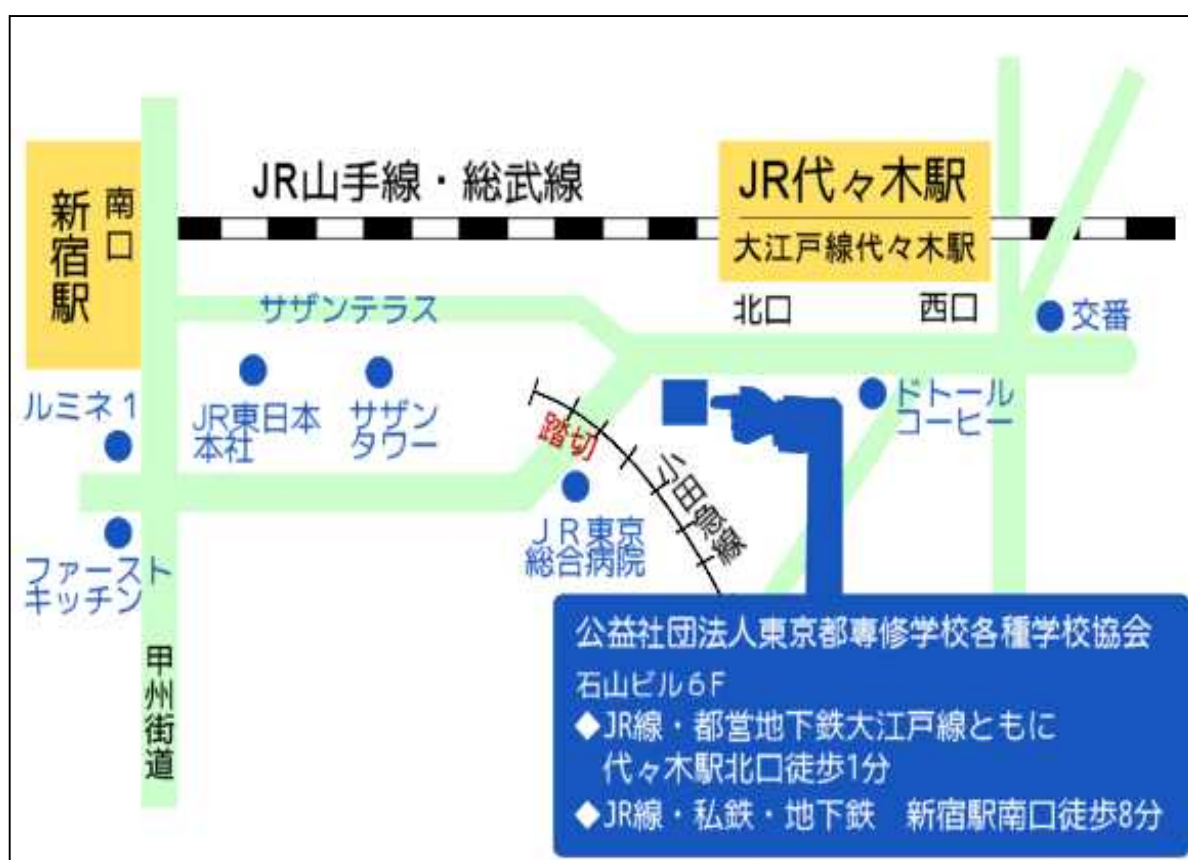 JR山手線・総武線
JR代々木駅
大江戸線代々木駅
新宿駅
南口
北口
西口
交番
サザンテラス
ルミネ1
JR東日本
本社
サザン
タワー
踏切
小田急線
ドトール
コーヒー
JR東京
総合病院
ファースト
キッチン
甲州街道
公益社団法人東京都専修学校各種学校協会
石山ビル6F
◆JR線・都営地下鉄大江戸線ともに
代々木駅北口徒歩1分
◆JR線・私鉄・地下鉄　新宿駅南口徒歩8分